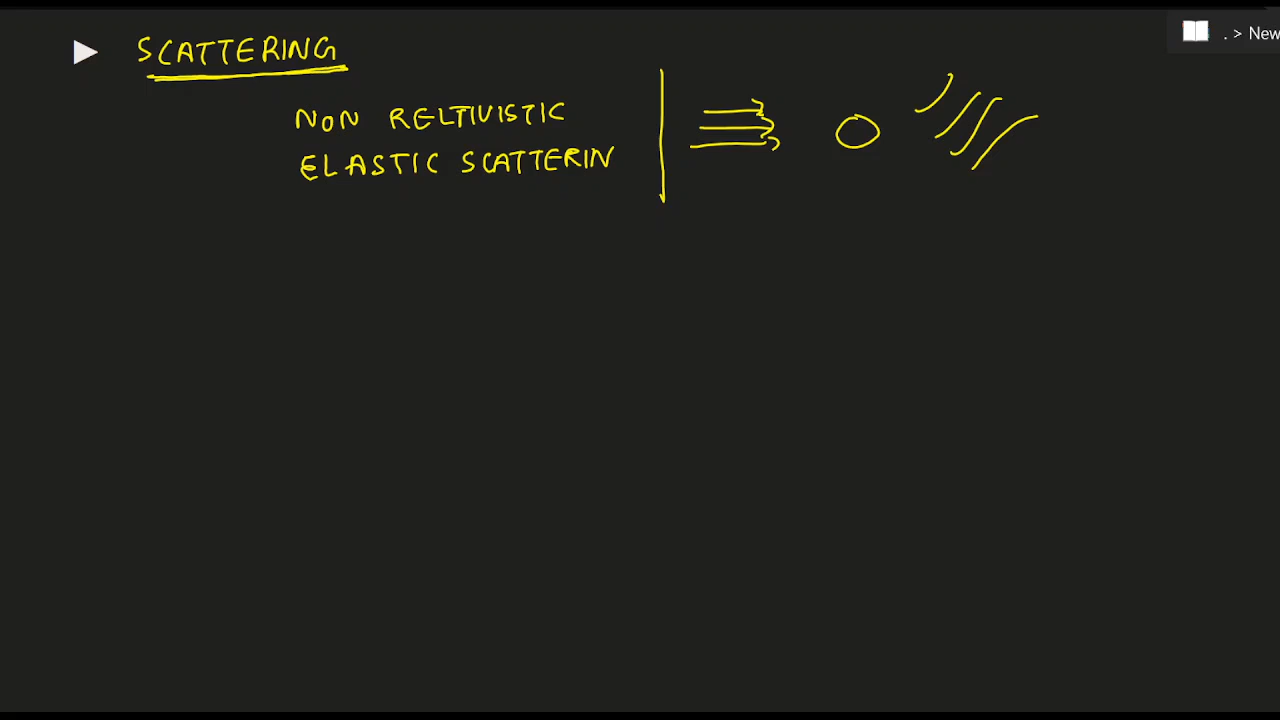 SCATTERING
NON RELTIVISTIC
ELASTIC SCATTERIN
. > New